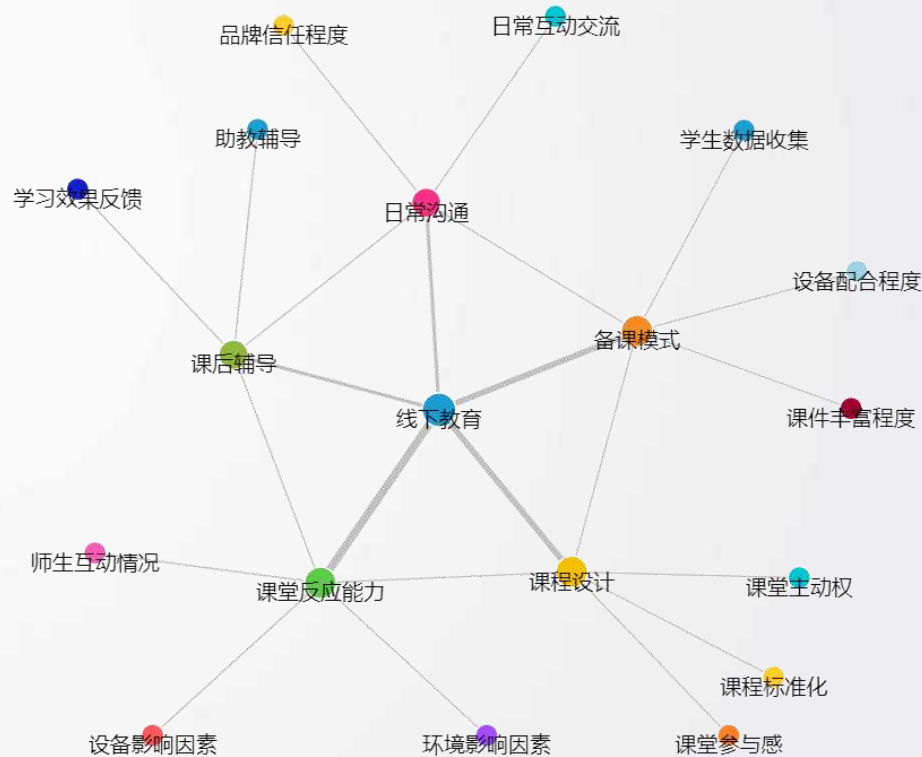 品牌信任程度
日常互动交流
助教辅导
学生数据收集
学习效果反馈
日常沟通
设备配合程度
备课模式
课后辅导
线下教育
课件丰富程度
师生互动情况
课堂反应能力
课程设计
课堂主动权
课程标准化
设备影响因素
环境影响因素
课堂参与感